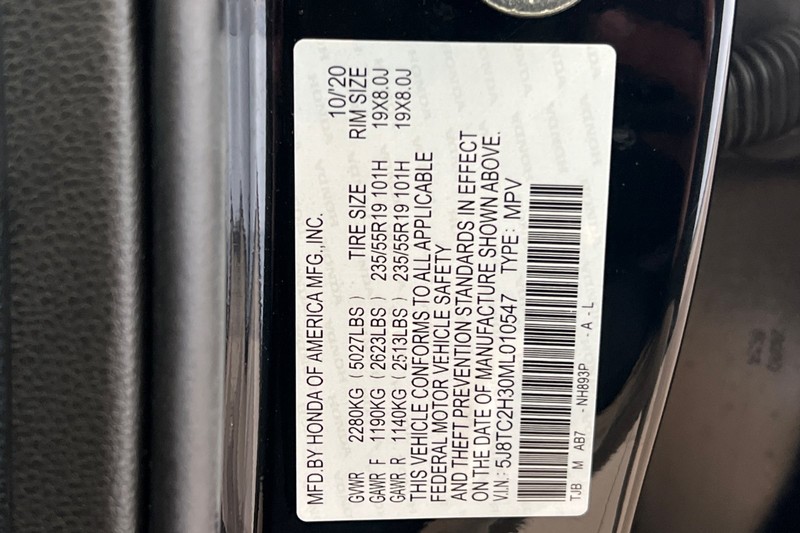 MFD.BY HONDA OF AMERICA MFG.,INC. 10/'20
GVWR 2280KG (5027LBS) TIRE SIZE RIM SIZE
GAWR F 1190KG (2623LBS) 235/55R19 101H 19X8.0J
GAWR R 1140KG (2513LBS) 235/55R19 101H 19X8.0J
THIS VEHICLE CONFORMS TO ALL APPLICABLE
FEDERAL MOTOR VEHICLE SAFETY
AND THEFT PREVENTION STANDARDS IN EFFECT
ON THE DATE OF MANUFACTURE SHOWN ABOVE.
V.I.N.: 5J8TC2H30ML010547 TYPE: MPV
TJB M AB7 - NH893P - A - L